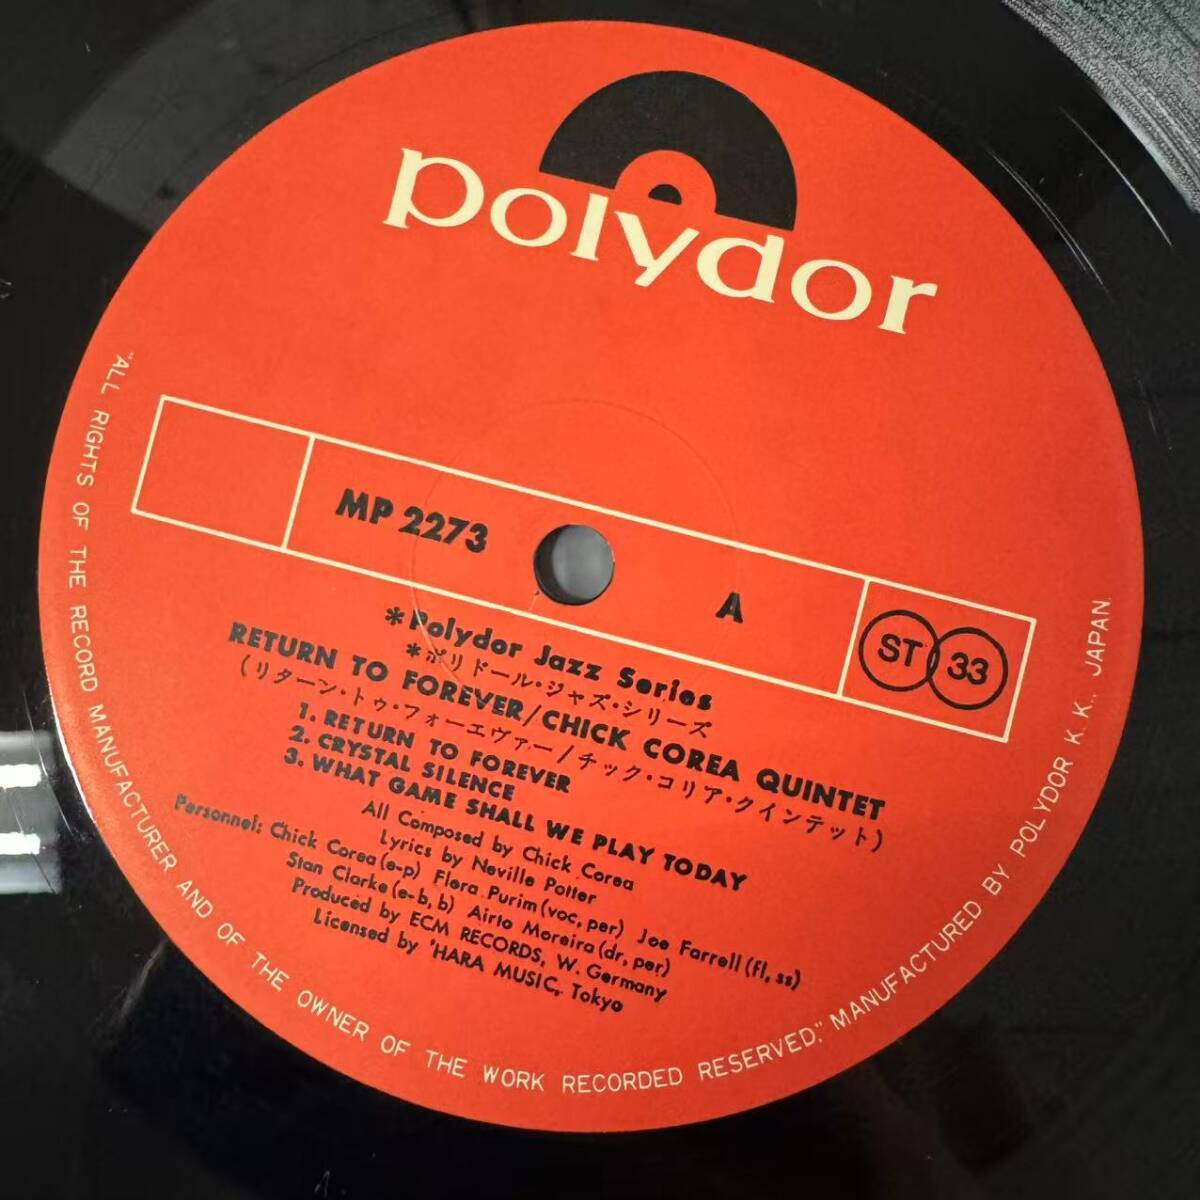 polydor
MP 2273
A
ST 33
*Polydor Jazz Series
*ポリドール・ジャズ・シリーズ
RETURN TO FOREVER/CHICK COREA QUINTET
(リターン・トゥ・フォーエヴァー/チック・コリア・クインテット)
1. RETURN TO FOREVER
2. CRYSTAL SILENCE
3. WHAT GAME SHALL WE PLAY TODAY
All Composed by Chick Corea
Lyrics by Neville Potter
Personnel: Chick Corea(e-p) Flora Purim(voc, per) Joe Farrell(fl, ss)
Stan Clarke(e-b, b) Airto Moreira(dr, per)
Produced by ECM RECORDS, W. Germany
Licensed by 'HARA MUSIC, Tokyo
"ALL RIGHTS OF THE RECORD MANUFACTURER AND OF THE OWNER OF THE WORK RECORDED RESERVED," MANUFACTURED BY POLYDOR K.K., JAPAN.